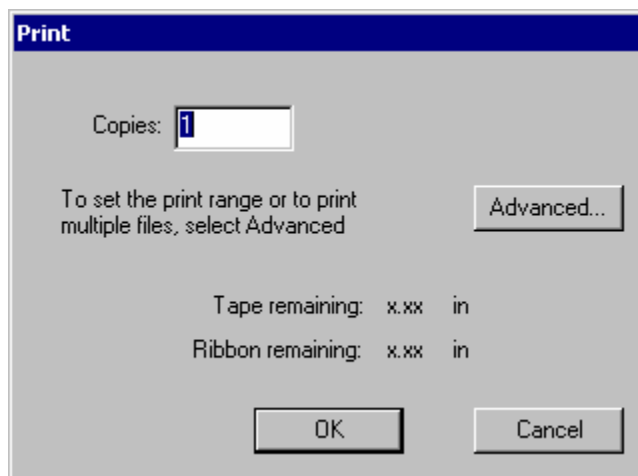 Print
Copies: 1
To set the print range or to print
multiple files, select Advanced
Advanced...
Tape remaining: x.xx in
Ribbon remaining: x.xx in
OK Cancel